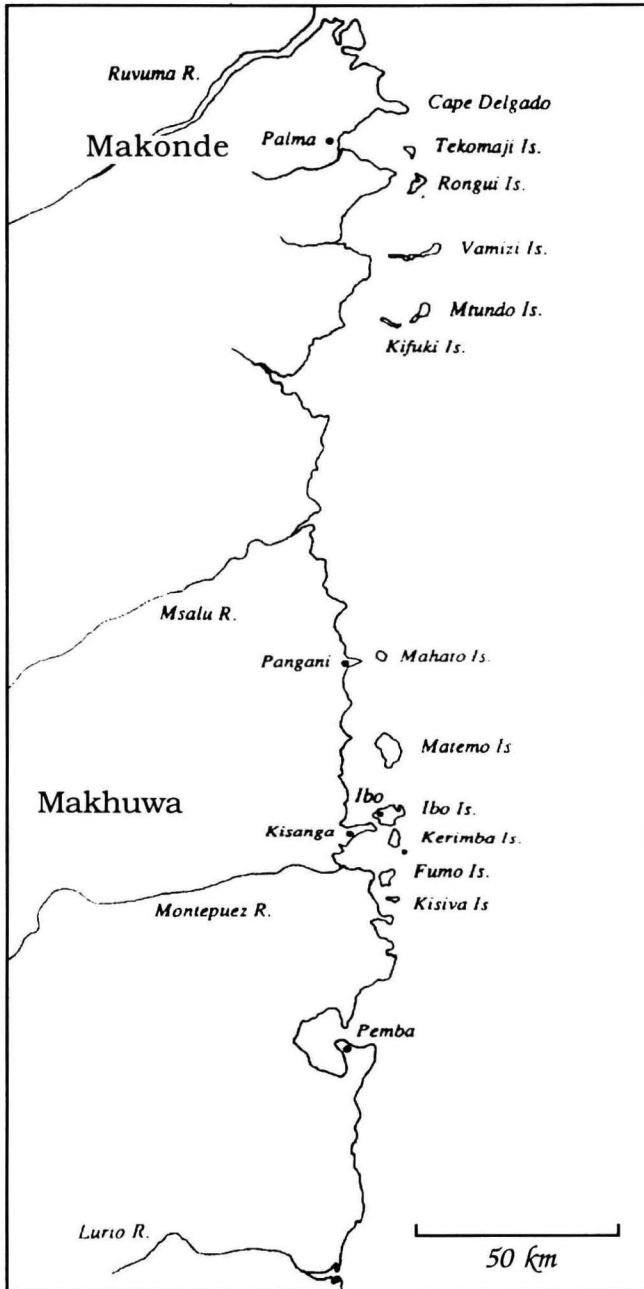 Ruvuma R.
Cape Delgado
Makonde
Palma
Tekomaji Is.
Rongui Is.
Vamizi Is.
Mtundo Is.
Kifuki Is.
Msalu R.
Pangani
Mahato Is.
Matemo Is
Makhuwa
Ibo
Ibo Is.
Kisanga
Kerimba Is.
Fumo Is.
Kisiva Is
Montepuez R.
Pemba
Lurio R.
50 km